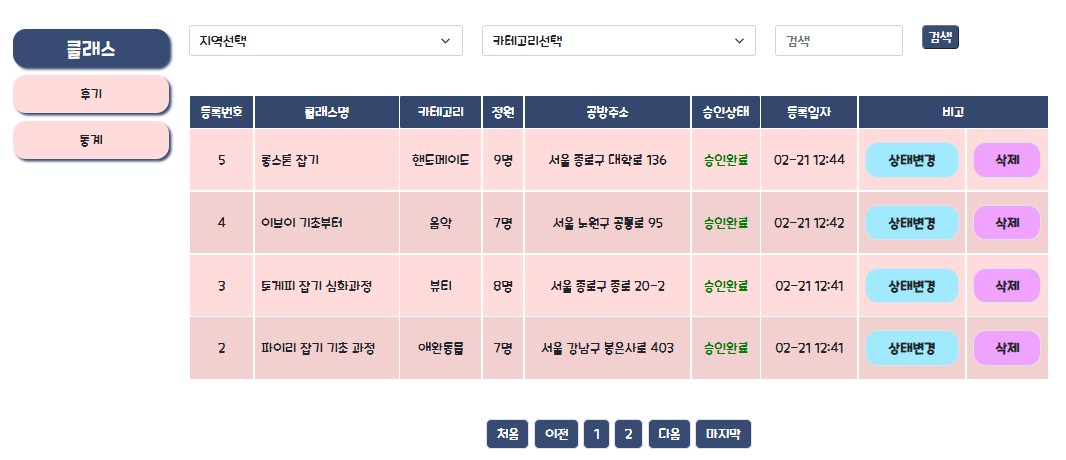 클래스
후기
통계
지역선택 카테고리선택 검색 검색
등록번호 클래스명 카테고리 정원 공방주소 승인상태 등록일자 비고
5 롱스톤 잡기 핸드메이드 9명 서울 종로구 대학로 136 승인완료 02-21 12:44 상태변경 삭제
4 이브이 기초부터 음악 7명 서울 노원구 공릉로 95 승인완료 02-21 12:42 상태변경 삭제
3 토게피 잡기 심화과정 뷰티 8명 서울 종로구 종로 20-2 승인완료 02-21 12:41 상태변경 삭제
2 파이리 잡기 기초 과정 애완동물 7명 서울 강남구 봉은사로 403 승인완료 02-21 12:41 상태변경 삭제
처음 이전 1 2 다음 마지막